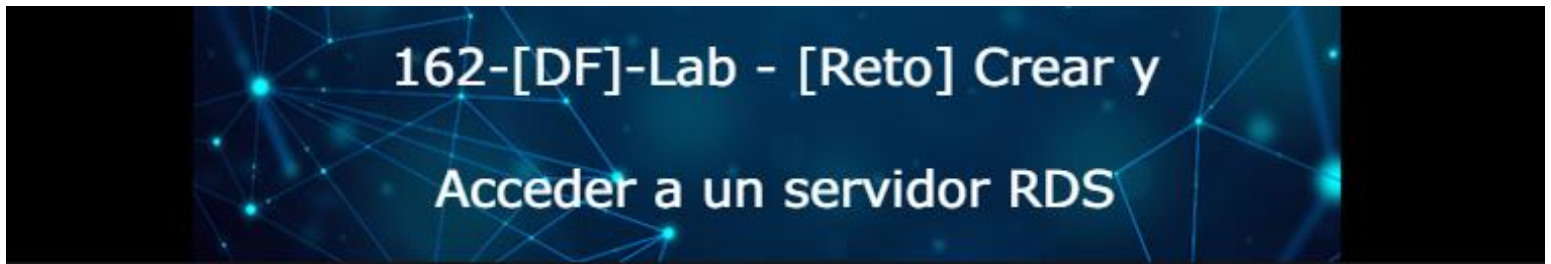 162-[DF]-Lab - [Reto] Crear y
Acceder a un servidor RDS